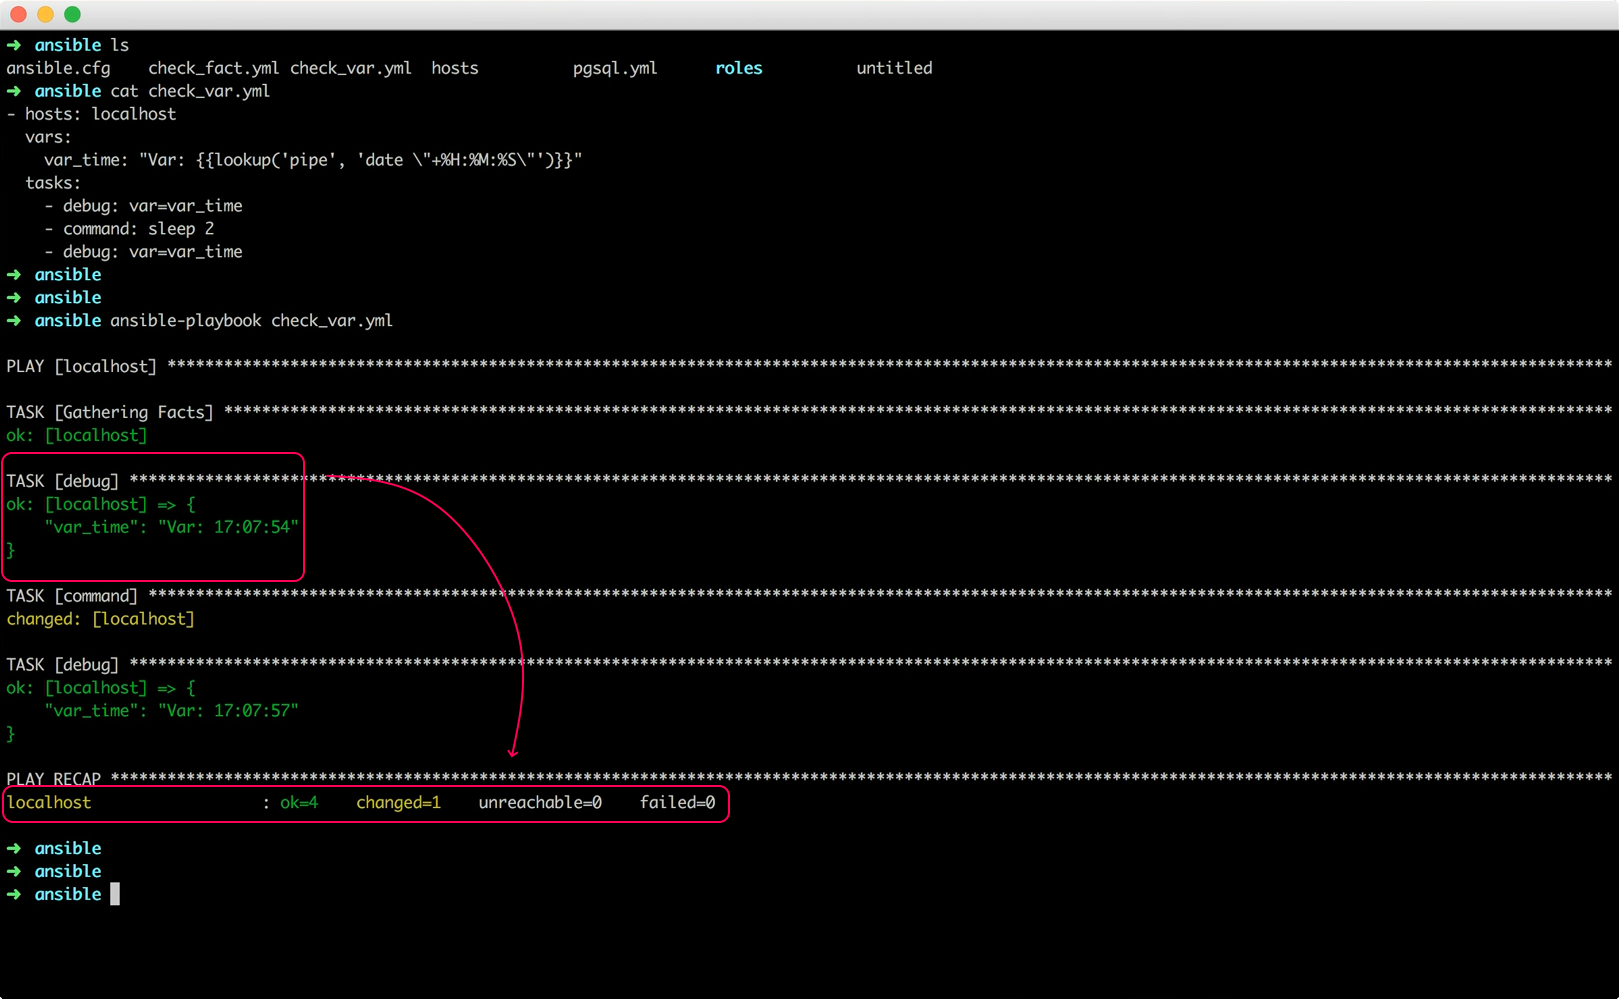 ➜ ansible ls
ansible.cfg check_fact.yml check_var.yml hosts pgsql.yml roles untitled
➜ ansible cat check_var.yml
- hosts: localhost
  vars:
    var_time: "Var: {{lookup('pipe', 'date \"+%H:%M:%S\"')}}"
  tasks:
    - debug: var=var_time
    - command: sleep 2
    - debug: var=var_time
➜ ansible
➜ ansible
➜ ansible ansible-playbook check_var.yml
PLAY [localhost] *********************************************************************************************************************************************************
TASK [Gathering Facts] ***************************************************************************************************************************************************
ok: [localhost]
TASK [debug] *************************************************************************************************************************************************************
ok: [localhost] => {
    "var_time": "Var: 17:07:54"
}
TASK [command] ***********************************************************************************************************************************************************
changed: [localhost]
TASK [debug] *************************************************************************************************************************************************************
ok: [localhost] => {
    "var_time": "Var: 17:07:57"
}
PLAY RECAP ***************************************************************************************************************************************************************
localhost : ok=4 changed=1 unreachable=0 failed=0
➜ ansible
➜ ansible
➜ ansible